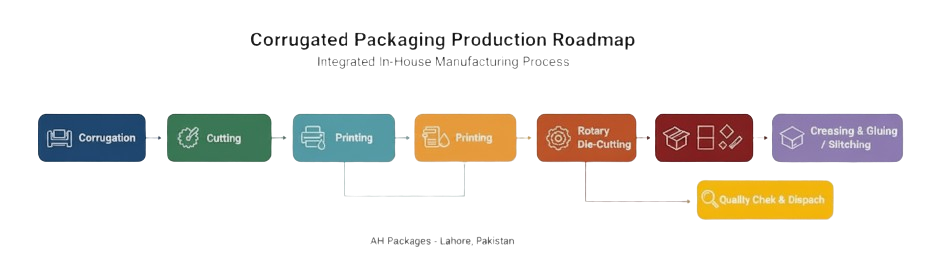 Corrugated Packaging Production Roadmap
Integrated In-House Manufacturing Process
Corrugation
Cutting
Printing
Printing
Rotary
Die-Cutting
Creasing & Gluing
/ Slitching
Quality Chek & Dispach
AH Packages - Lahore, Pakistan